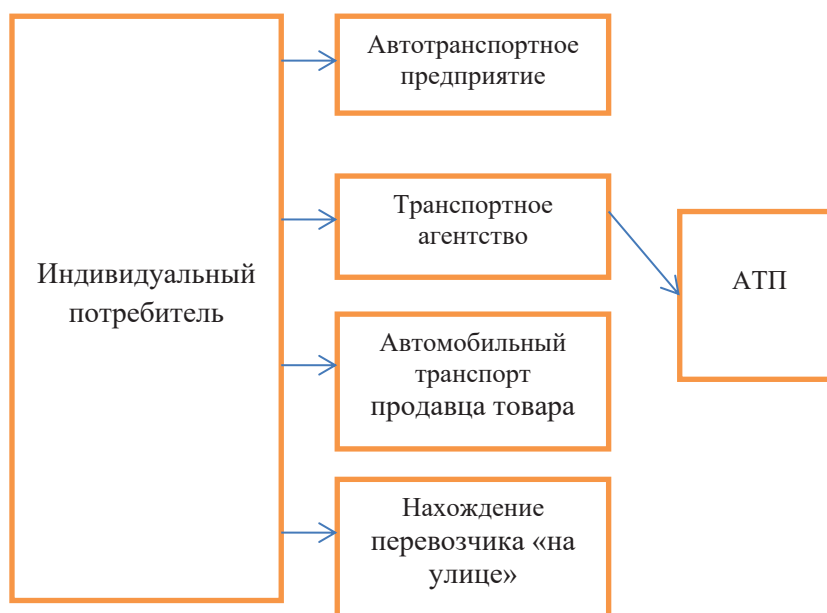 Автотранспортное
предприятие
Транспортное
агентство
АТП
Индивидуальный
потребитель
Автомобильный
транспорт
продавца товара
Нахождение
перевозчика «на
улице»